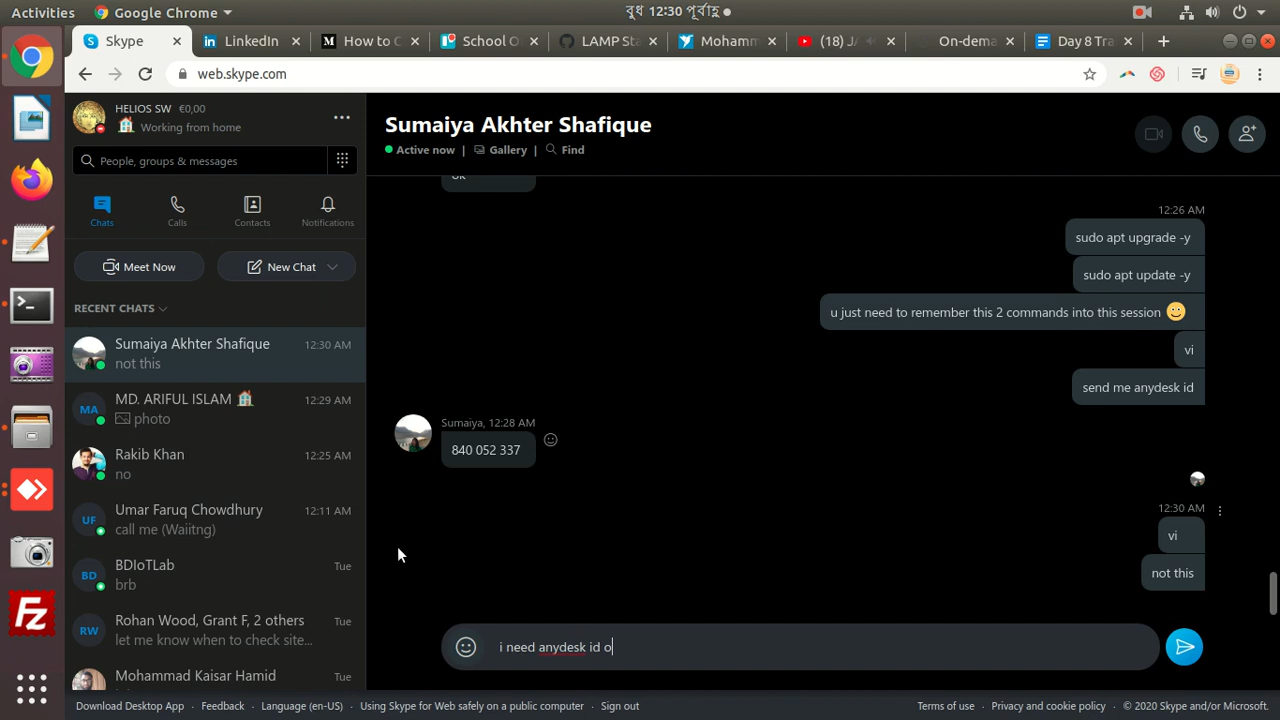 Activities
Google Chrome
বুধ 12:30 পূর্বাহ্ণ
Skype
LinkedIn
How to C
School O
LAMP Sta
Mohamm
(18) JA
On-dema
Day 8 Tra
web.skype.com
HELIOS SW €0,00
Working from home
People, groups & messages
Chats
Calls
Contacts
Notifications
Meet Now
New Chat
RECENT CHATS
Sumaiya Akhter Shafique 12:30 AM
not this
MA
MD. ARIFUL ISLAM 12:29 AM
photo
Rakib Khan 12:25 AM
no
UF
Umar Faruq Chowdhury 12:11 AM
call me (Waiitng)
BD
BDIoTLab Tue
brb
RW
Rohan Wood, Grant F, 2 others Tue
let me know when to check site...
Mohammad Kaisar Hamid Tue
Sumaiya Akhter Shafique
Active now | Gallery | Find
ok
12:26 AM
sudo apt upgrade -y
sudo apt update -y
u just need to remember this 2 commands into this session
vi
send me anydesk id
Sumaiya, 12:28 AM
840 052 337
12:30 AM
vi
not this
i need anydesk id o
Download Desktop App
Feedback
Language (en-US)
Using Skype for Web safely on a public computer
Sign out
Terms of use
Privacy and cookie policy
© 2020 Skype and/or Microsoft.